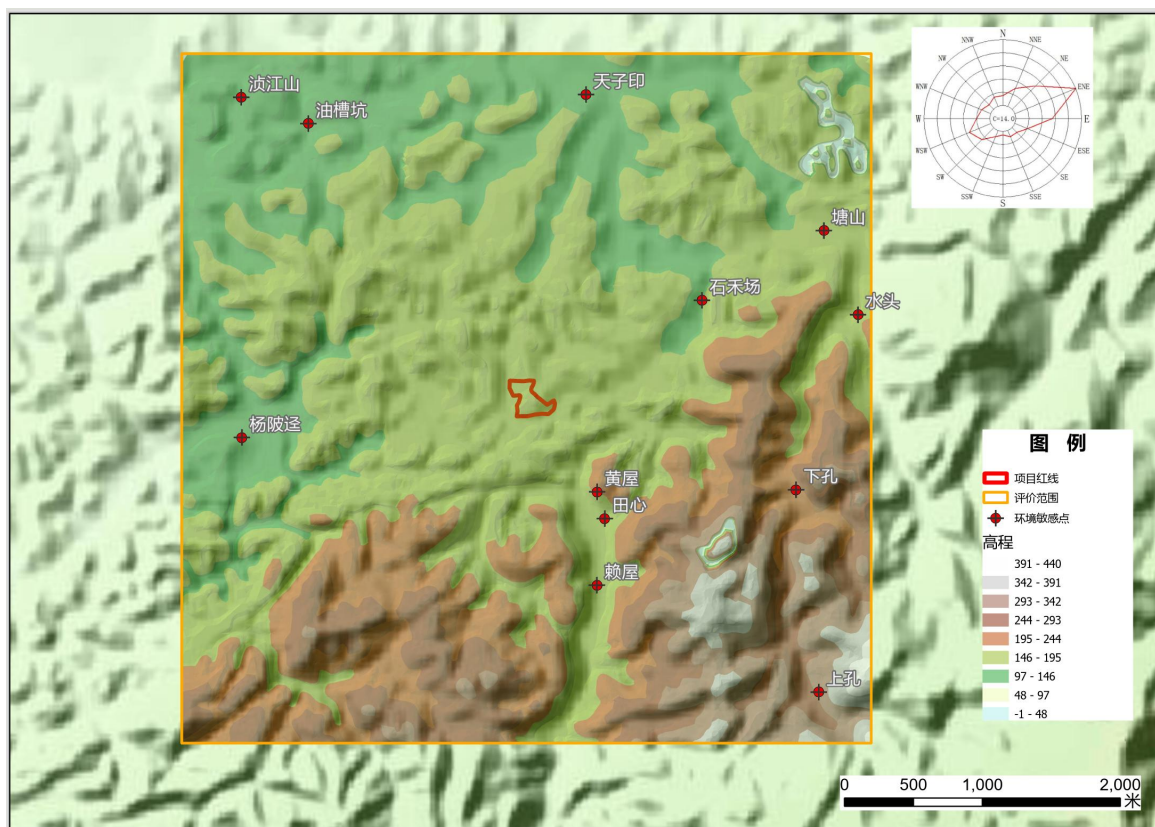 浈江山
油槽坑
天子印
塘山
石禾场
水头
杨陂迳
黄屋
田心
下孔
赖屋
上孔
N
NNW
NNE
NW
NE
WNW
ENE
W
C=14.0
E
WSW
ESE
SW
SE
SSW
SSE
S
图 例
项目红线
评价范围
环境敏感点
高程
391 - 440
342 - 391
293 - 342
244 - 293
195 - 244
146 - 195
97 - 146
48 - 97
-1 - 48
0 500 1,000 2,000
米